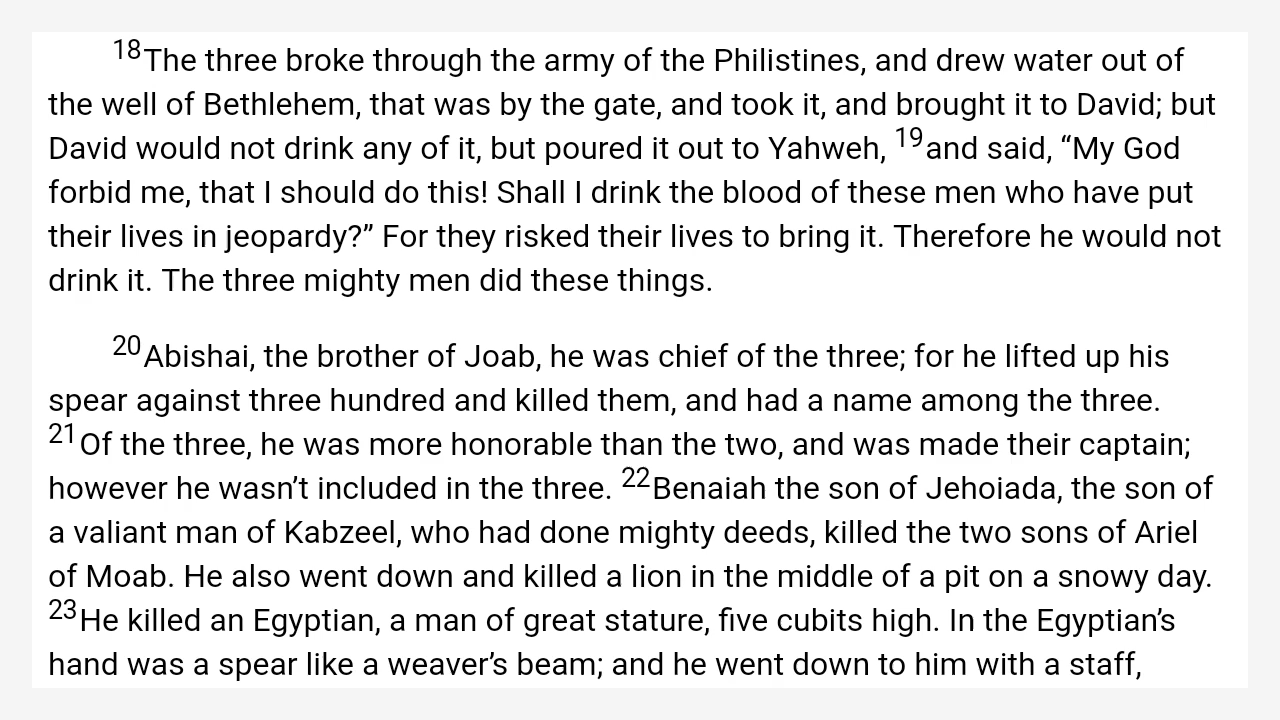 18The three broke through the army of the Philistines, and drew water out of
the well of Bethlehem, that was by the gate, and took it, and brought it to David; but
David would not drink any of it, but poured it out to Yahweh, 19and said, “My God
forbid me, that I should do this! Shall I drink the blood of these men who have put
their lives in jeopardy?” For they risked their lives to bring it. Therefore he would not
drink it. The three mighty men did these things.
20Abishai, the brother of Joab, he was chief of the three; for he lifted up his
spear against three hundred and killed them, and had a name among the three.
21Of the three, he was more honorable than the two, and was made their captain;
however he wasn’t included in the three. 22Benaiah the son of Jehoiada, the son of
a valiant man of Kabzeel, who had done mighty deeds, killed the two sons of Ariel
of Moab. He also went down and killed a lion in the middle of a pit on a snowy day.
23He killed an Egyptian, a man of great stature, five cubits high. In the Egyptian’s
hand was a spear like a weaver’s beam; and he went down to him with a staff,